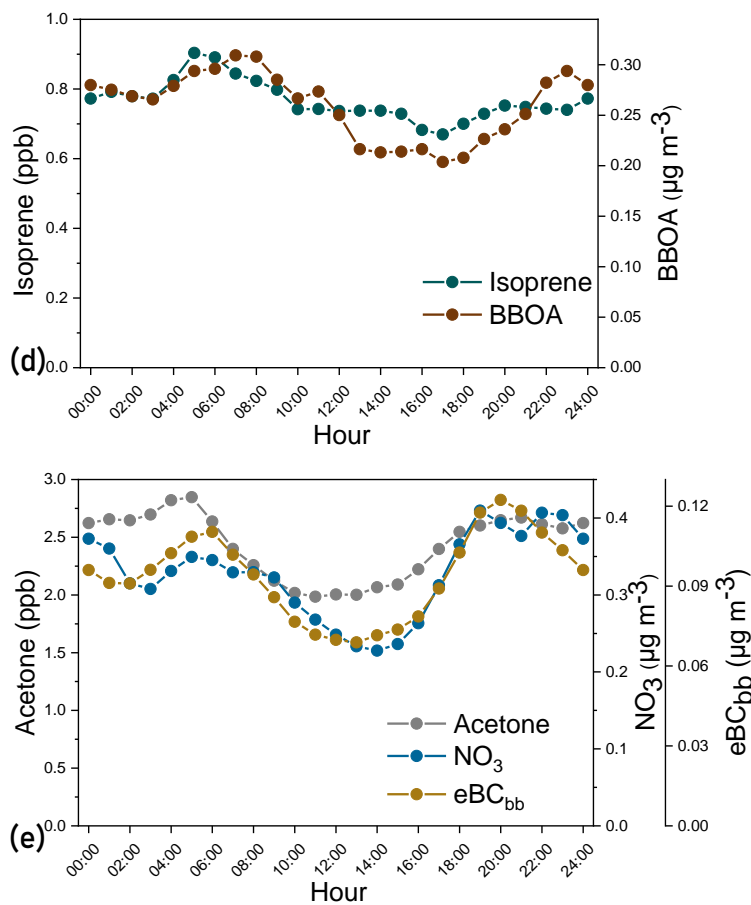 1.0
0.8
0.6
0.4
0.2
0.0
Isoprene (ppb)
0.30
0.25
0.20
0.15
0.10
0.05
0.00
BBOA (µg m-3)
Isoprene
BBOA
(d)
00:00 02:00 04:00 06:00 08:00 10:00 12:00 14:00 16:00 18:00 20:00 22:00 24:00
Hour
3.0
2.5
2.0
1.5
1.0
0.5
0.0
Acetone (ppb)
0.4
0.3
0.2
0.1
0.0
NO3 (µg m-3)
0.12
0.09
0.06
0.03
0.00
eBCbb (µg m-3)
Acetone
NO3
eBCbb
(e)
00:00 02:00 04:00 06:00 08:00 10:00 12:00 14:00 16:00 18:00 20:00 22:00 24:00
Hour